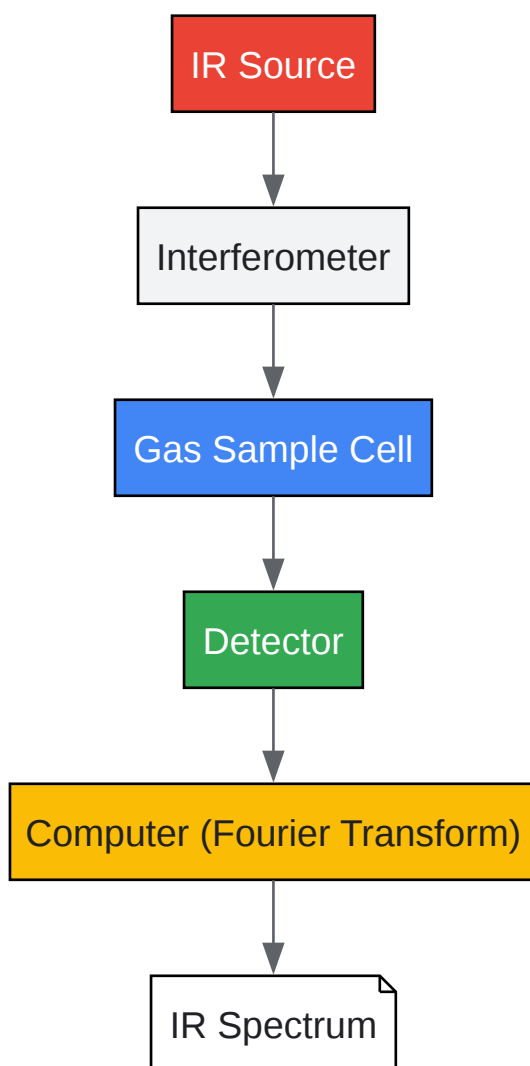 IR Source
Interferometer
Gas Sample Cell
Detector
Computer (Fourier Transform)
IR Spectrum